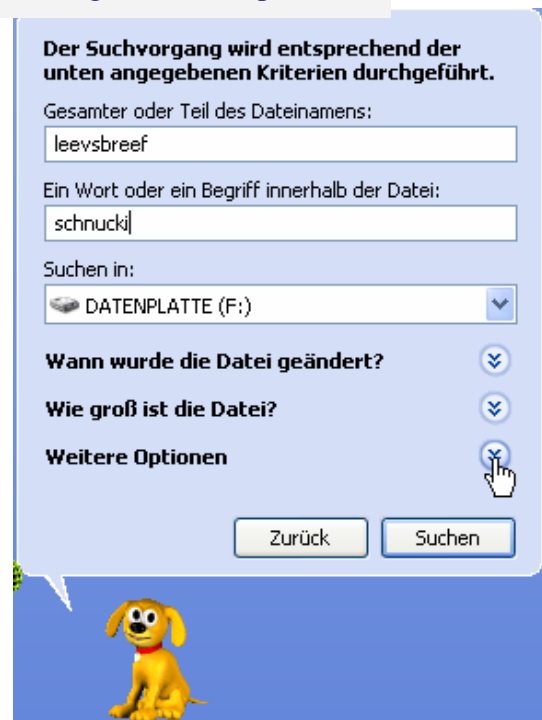 Der Suchvorgang wird entsprechend der
unten angegebenen Kriterien durchgeführt.
Gesamter oder Teil des Dateinamens:
leevsbreef
Ein Wort oder ein Begriff innerhalb der Datei:
schnucki
Suchen in:
DATENPLATTE (F:)
Wann wurde die Datei geändert?
Wie groß ist die Datei?
Weitere Optionen
Zurück
Suchen